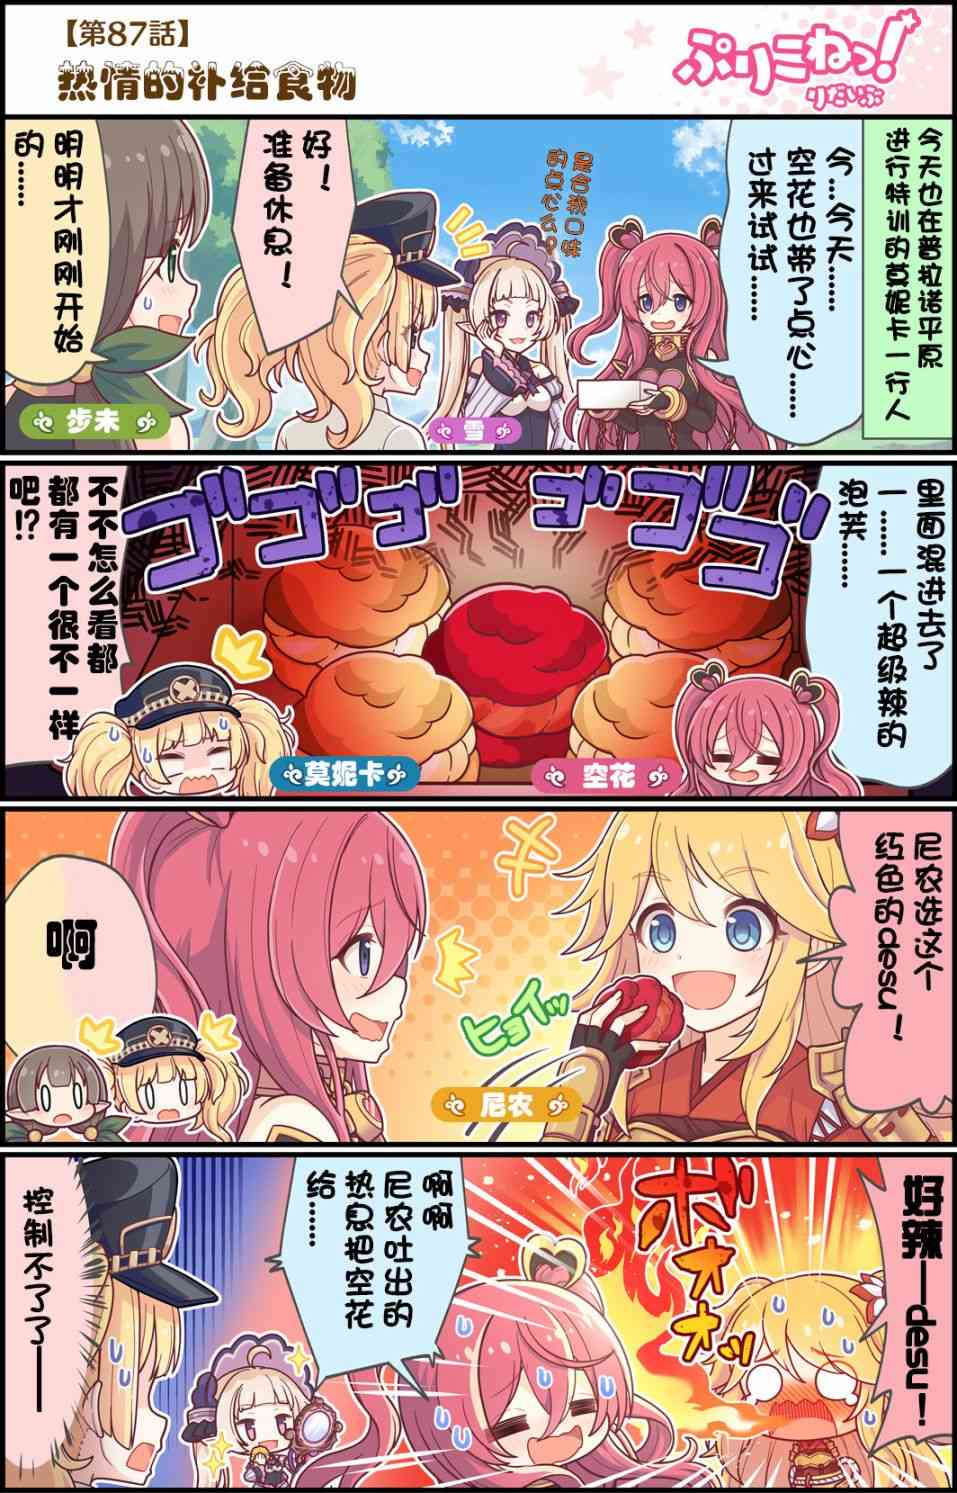 【第87話】
热情的补给食物
ぷりこねっ!
りだいぶ
今天也在普拉诺平原
进行特训的莫妮卡一行人
今…今天……
空花也带了点心……
过来试试……
是合我口味
的点心么?
好!
准备休息!
明明才刚刚开始
的……
步未
雪
里面混进去了
一……一个超级辣的
泡芙……
ゴゴゴゴゴゴ
不不怎么看都
都有一个很不一样
吧!?
莫妮卡
空花
尼农选这个
红色的desu!
ヒョイッ
啊
尼农
好辣—desu!
ボオオオッ
啊啊
尼农吐出的
热息把空花
给……
控制不了了——